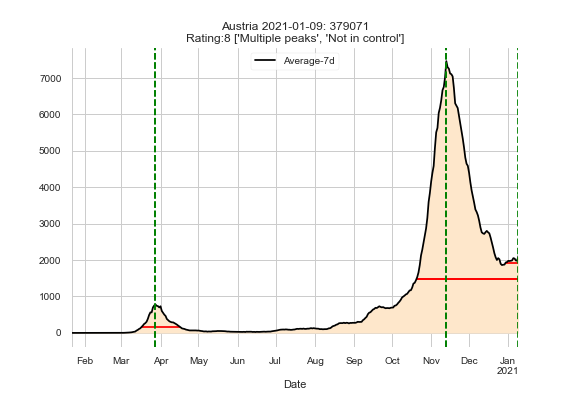 Austria 2021-01-09: 379071
Rating:8 ['Multiple peaks', 'Not in control']
Average-7d
7000
6000
5000
4000
3000
2000
1000
0
Feb Mar Apr May Jun Jul Aug Sep Oct Nov Dec Jan
2021
Date